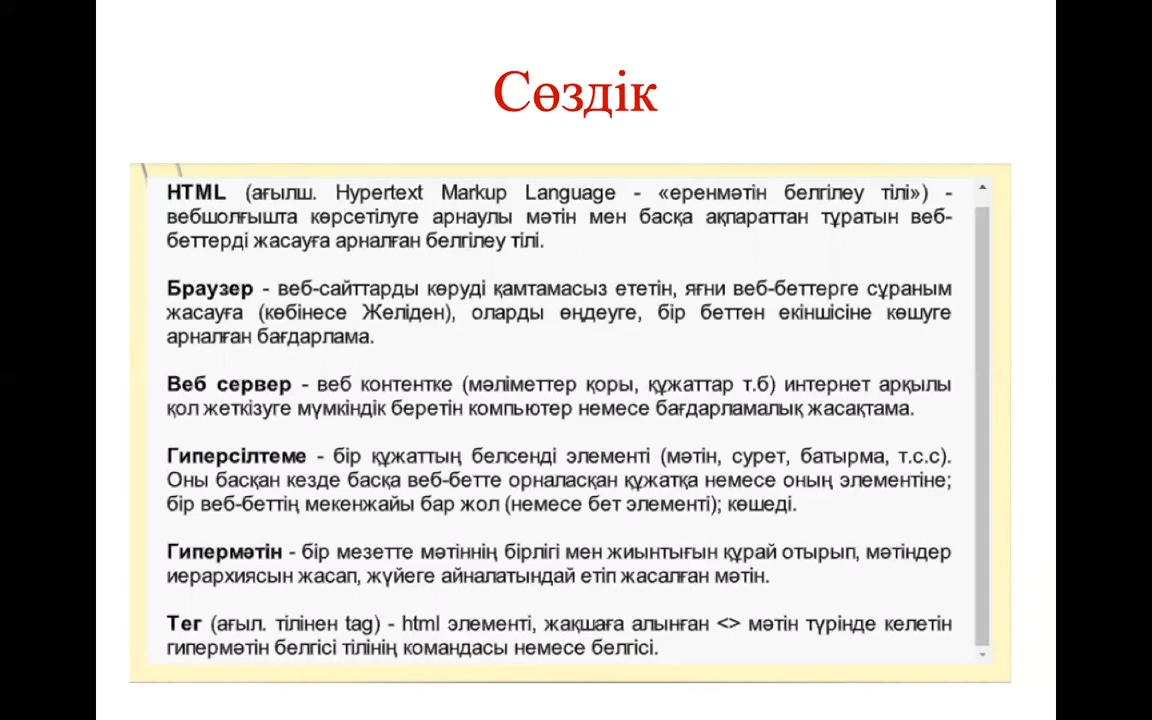 Сөздік
HTML (ағылш. Hypertext Markup Language - «еренмәтін белгілеу тілі») -
вебшолғышта көрсетілуге арнаулы мәтін мен басқа ақпараттан тұратын веб-
беттерді жасауға арналған белгілеу тілі.
Браузер - веб-сайттарды көруді қамтамасыз ететін, яғни веб-беттерге сұраным
жасауға (көбінесе Желіден), оларды өңдеуге, бір беттен екіншісіне көшуге
арналған бағдарлама.
Веб сервер - веб контентке (мәліметтер қоры, құжаттар т.б) интернет арқылы
қол жеткізуге мүмкіндік беретін компьютер немесе бағдарламалық жасақтама.
Гиперсілтеме - бір құжаттың белсенді элементі (мәтін, сурет, батырма, т.с.с).
Оны басқан кезде басқа веб-бетте орналасқан құжатқа немесе оның элементіне;
бір веб-беттің мекенжайы бар жол (немесе бет элементі); көшеді.
Гипермәтін - бір мезетте мәтіннің бірлігі мен жиынтығын құрай отырып, мәтіндер
иерархиясын жасап, жүйеге айналатындай етіп жасалған мәтін.
Тег (ағыл. тілінен tag) - html элементі, жақшаға алынған <> мәтін түрінде келетін
гипермәтін белгісі тілінің командасы немесе белгісі.